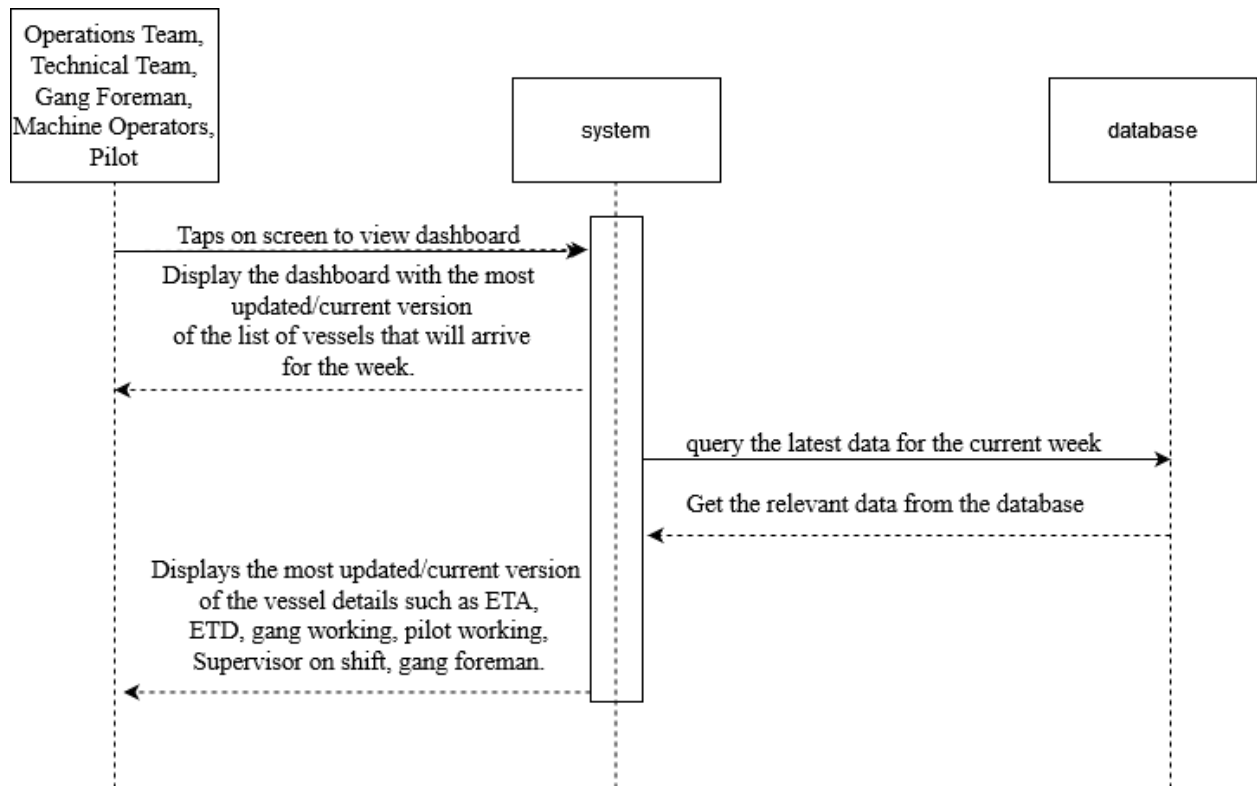 Operations Team,
Technical Team,
Gang Foreman,
Machine Operators,
Pilot
system
database
Taps on screen to view dashboard
Display the dashboard with the most
updated/current version
of the list of vessels that will arrive
for the week.
query the latest data for the current week
Get the relevant data from the database
Displays the most updated/current version
of the vessel details such as ETA,
ETD, gang working, pilot working,
Supervisor on shift, gang foreman.